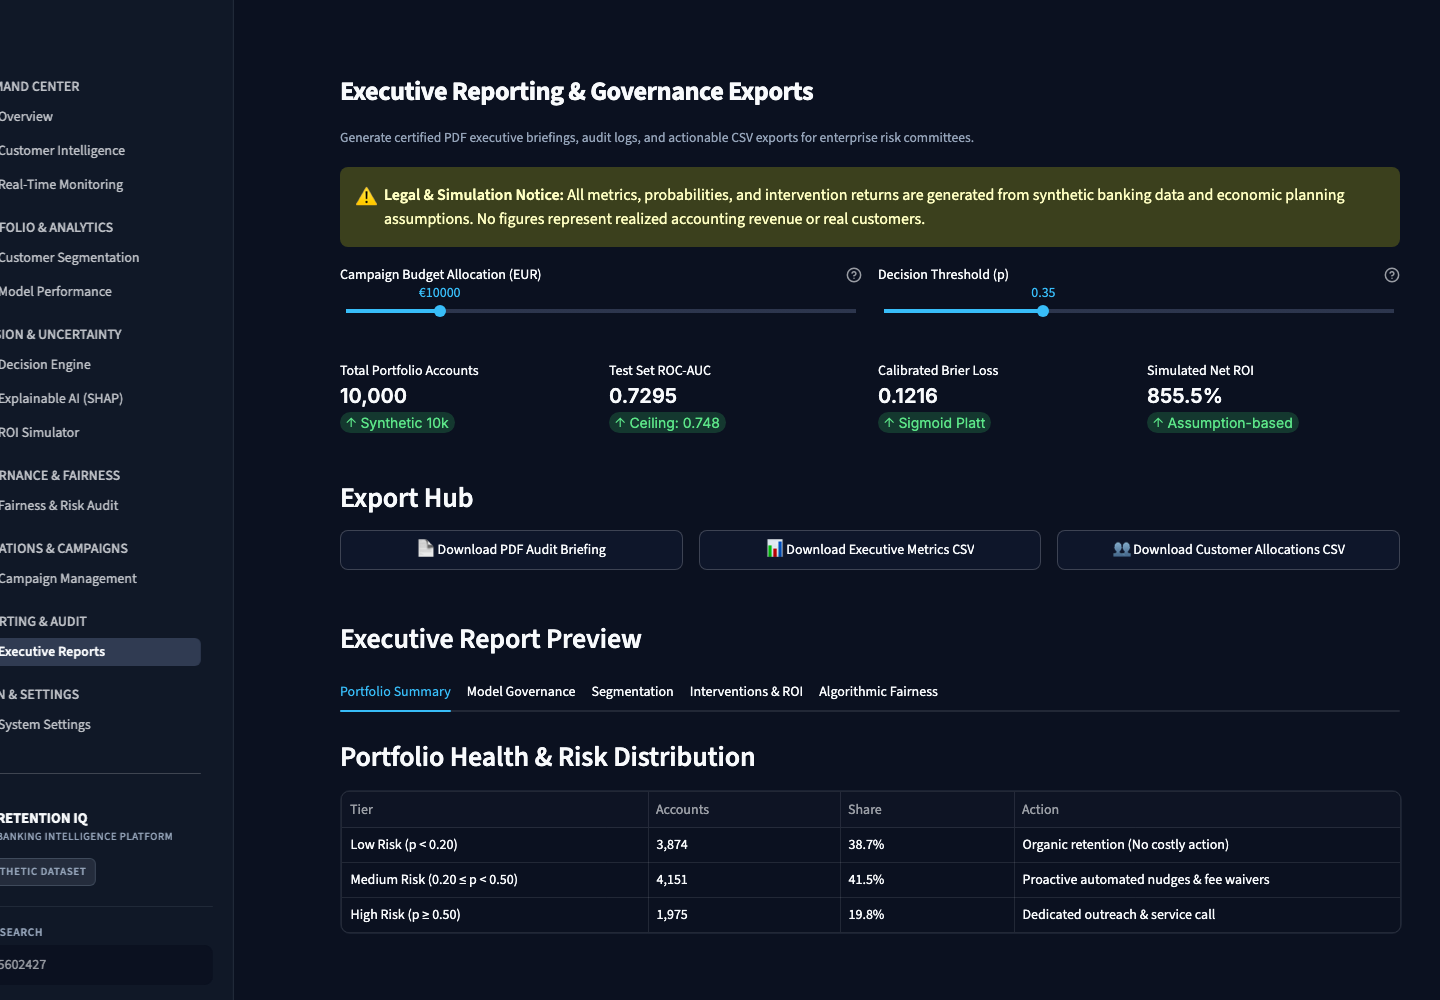 MAND CENTER
Overview
Customer Intelligence
Real-Time Monitoring
FOLIO & ANALYTICS
Customer Segmentation
Model Performance
ION & UNCERTAINTY
Decision Engine
Explainable AI (SHAP)
ROI Simulator
RNANCE & FAIRNESS
Fairness & Risk Audit
ATIONS & CAMPAIGNS
Campaign Management
RTING & AUDIT
Executive Reports
N & SETTINGS
System Settings
RETENTION IQ
BANKING INTELLIGENCE PLATFORM
THETIC DATASET
SEARCH
5602427
Executive Reporting & Governance Exports
Generate certified PDF executive briefings, audit logs, and actionable CSV exports for enterprise risk committees.
Legal & Simulation Notice: All metrics, probabilities, and intervention returns are generated from synthetic banking data and economic planning
assumptions. No figures represent realized accounting revenue or real customers.
Campaign Budget Allocation (EUR)
€10000
Decision Threshold (p)
0.35
Total Portfolio Accounts
10,000
↑ Synthetic 10k
Test Set ROC-AUC
0.7295
↑ Ceiling: 0.748
Calibrated Brier Loss
0.1216
↑ Sigmoid Platt
Simulated Net ROI
855.5%
↑ Assumption-based
Export Hub
Download PDF Audit Briefing
Download Executive Metrics CSV
Download Customer Allocations CSV
Executive Report Preview
Portfolio Summary Model Governance Segmentation Interventions & ROI Algorithmic Fairness
Portfolio Health & Risk Distribution
Tier Accounts Share Action
Low Risk (p < 0.20) 3,874 38.7% Organic retention (No costly action)
Medium Risk (0.20 ≤ p < 0.50) 4,151 41.5% Proactive automated nudges & fee waivers
High Risk (p ≥ 0.50) 1,975 19.8% Dedicated outreach & service call